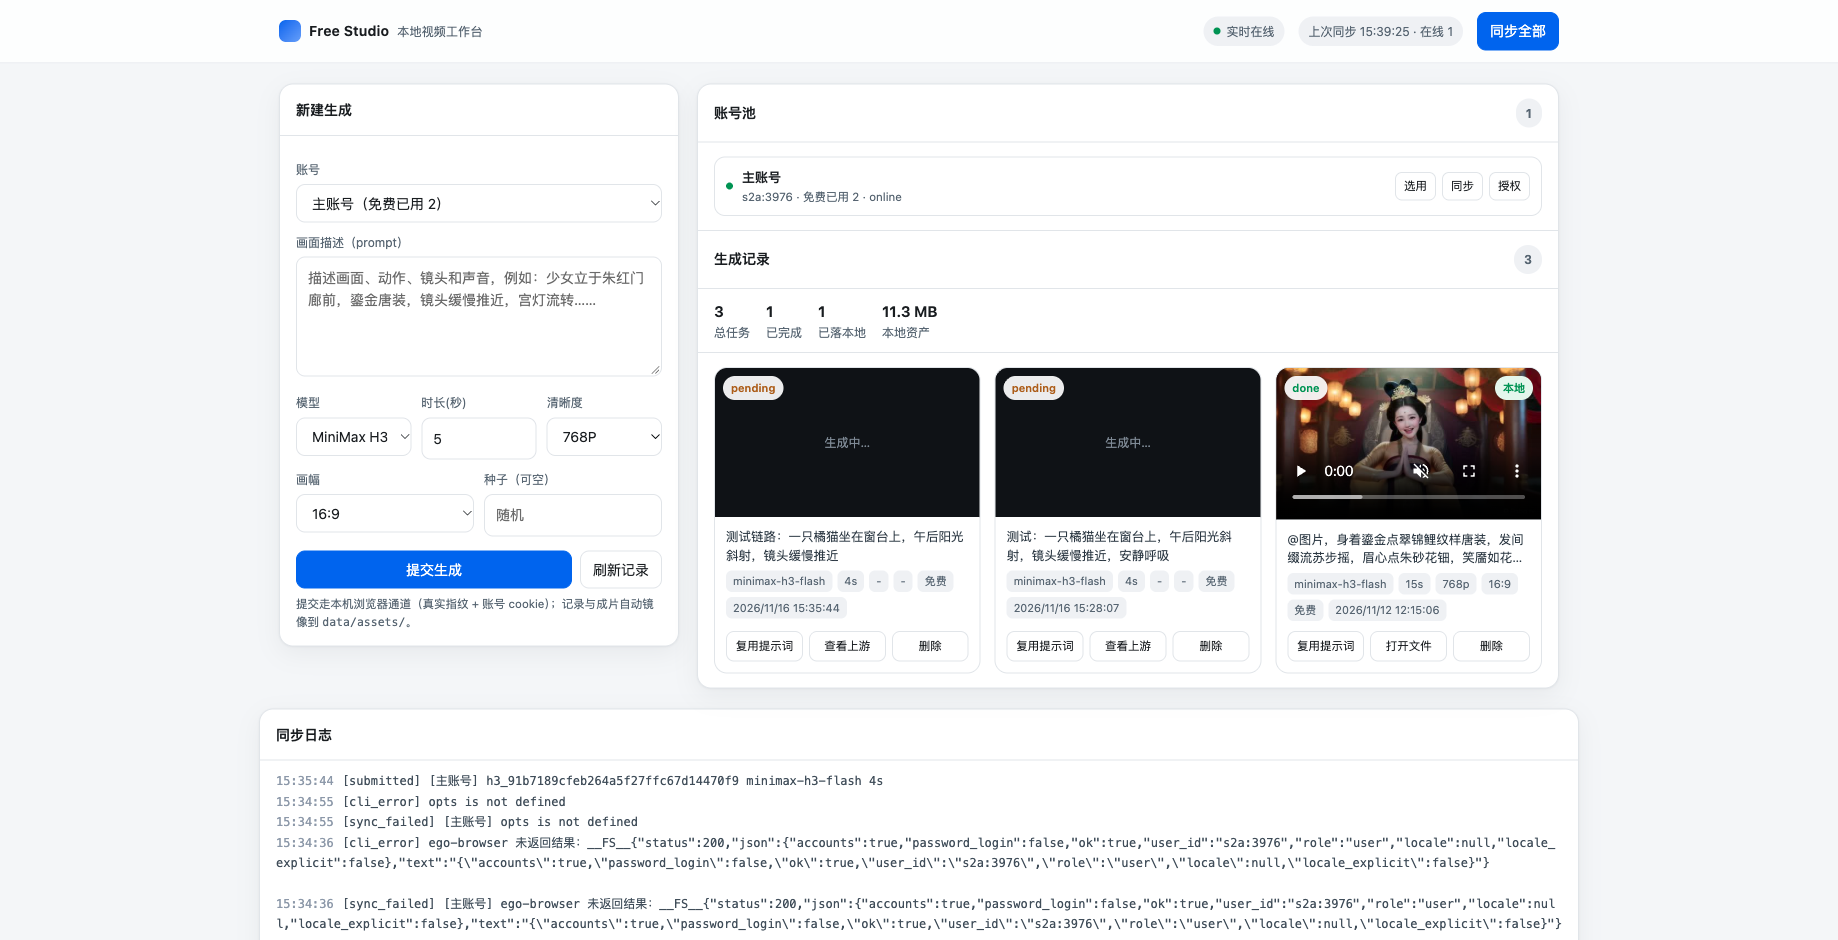 Free Studio 本地视频工作台
实时在线
上次同步 15:39:25 · 在线 1
同步全部
新建生成
账号
主账号（免费已用 2）
画面描述（prompt）
描述画面、动作、镜头和声音，例如：少女立于朱红门
廊前，鎏金唐装，镜头缓慢推近，宫灯流转……
模型
时长(秒)
清晰度
MiniMax H3
5
768P
画幅
种子（可空）
16:9
随机
提交生成
刷新记录
提交走本机浏览器通道（真实指纹 + 账号 cookie）；记录与成片自动镜
像到 data/assets/。
账号池
1
主账号
s2a:3976 · 免费已用 2 · online
选用
同步
授权
生成记录
3
3
1
1
11.3 MB
总任务
已完成
已落本地
本地资产
pending
生成中…
测试链路：一只橘猫坐在窗台上，午后阳光
斜射，镜头缓慢推近
minimax-h3-flash
4s
-
-
免费
2026/11/16 15:35:44
复用提示词
查看上游
删除
pending
生成中…
测试：一只橘猫坐在窗台上，午后阳光斜
射，镜头缓慢推近，安静呼吸
minimax-h3-flash
4s
-
-
免费
2026/11/16 15:28:07
复用提示词
查看上游
删除
done
本地
0:00
@图片，身着鎏金点翠锦鲤纹样唐装，发间
缀流苏步摇，眉心点朱砂花钿，笑靥如花…
minimax-h3-flash
15s
768p
16:9
免费
2026/11/12 12:15:06
复用提示词
打开文件
删除
同步日志
15:35:44 [submitted] [主账号] h3_91b7189cfeb264a5f27ffc67d14470f9 minimax-h3-flash 4s
15:34:55 [cli_error] opts is not defined
15:34:55 [sync_failed] [主账号] opts is not defined
15:34:36 [cli_error] ego-browser 未返回结果：__FS__{"status":200,"json":{"accounts":true,"password_login":false,"ok":true,"user_id":"s2a:3976","role":"user","locale":null,"locale_
explicit":false},"text":"{\"accounts\":true,\"password_login\":false,\"ok\":true,\"user_id\":\"s2a:3976\",\"role\":\"user\",\"locale\":null,\"locale_explicit\":false}"}
15:34:36 [sync_failed] [主账号] ego-browser 未返回结果：__FS__{"status":200,"json":{"accounts":true,"password_login":false,"ok":true,"user_id":"s2a:3976","role":"user","locale":nul
l,"locale_explicit":false},"text":"{\"accounts\":true,\"password_login\":false,\"ok\":true,\"user_id\":\"s2a:3976\",\"role\":\"user\",\"locale\":null,\"locale_explicit\":false}"}